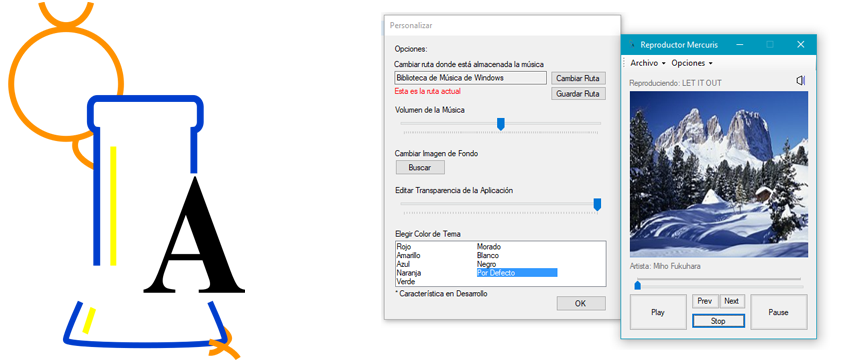 A
Personalizar
Opciones:
Cambiar ruta donde está almacenada la música
Biblioteca de Música de Windows
Cambiar Ruta
Esta es la ruta actual
Guardar Ruta
Volumen de la Música
Cambiar Imagen de Fondo
Buscar
Editar Transparencia de la Aplicación
Elegir Color de Tema
Rojo
Amarillo
Azul
Naranja
Verde
Morado
Blanco
Negro
Por Defecto
* Característica en Desarrollo
OK
Reproductor Mercuris
Archivo
Opciones
Reproduciendo: LET IT OUT
Artista: Miho Fukuhara
Play
Prev
Next
Stop
Pause